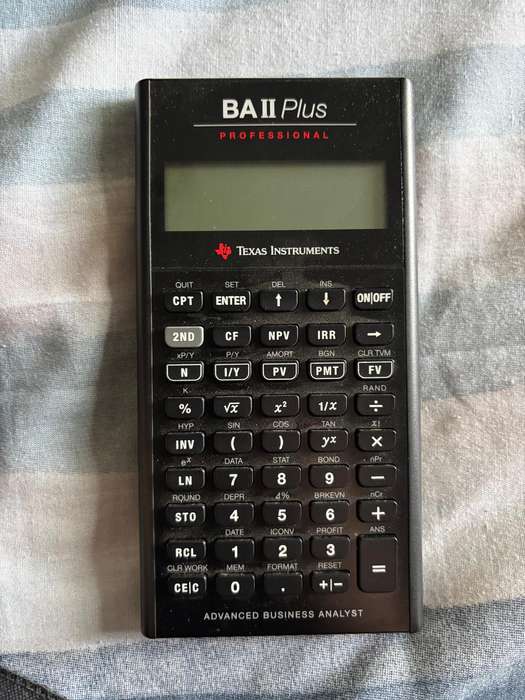 BA II Plus
PROFESSIONAL
TEXAS INSTRUMENTS
QUIT SET DEL INS
CPT ENTER ↑ ↓ ON|OFF
2ND CF NPV IRR →
xP/Y P/Y AMORT BGN CLR TVM
N I/Y PV PMT FV
K RAND
% √x x² 1/x ÷
HYP SIN COS TAN x!
INV ( ) yˣ ×
eˣ DATA STAT BOND nPr
LN 7 8 9 −
ROUND DEPR Δ% BRKEVN nCr
STO 4 5 6 +
DATE ICONV PROFIT ANS
RCL 1 2 3 =
CLR WORK MEM FORMAT RESET
CE|C 0 . +|−
ADVANCED BUSINESS ANALYST